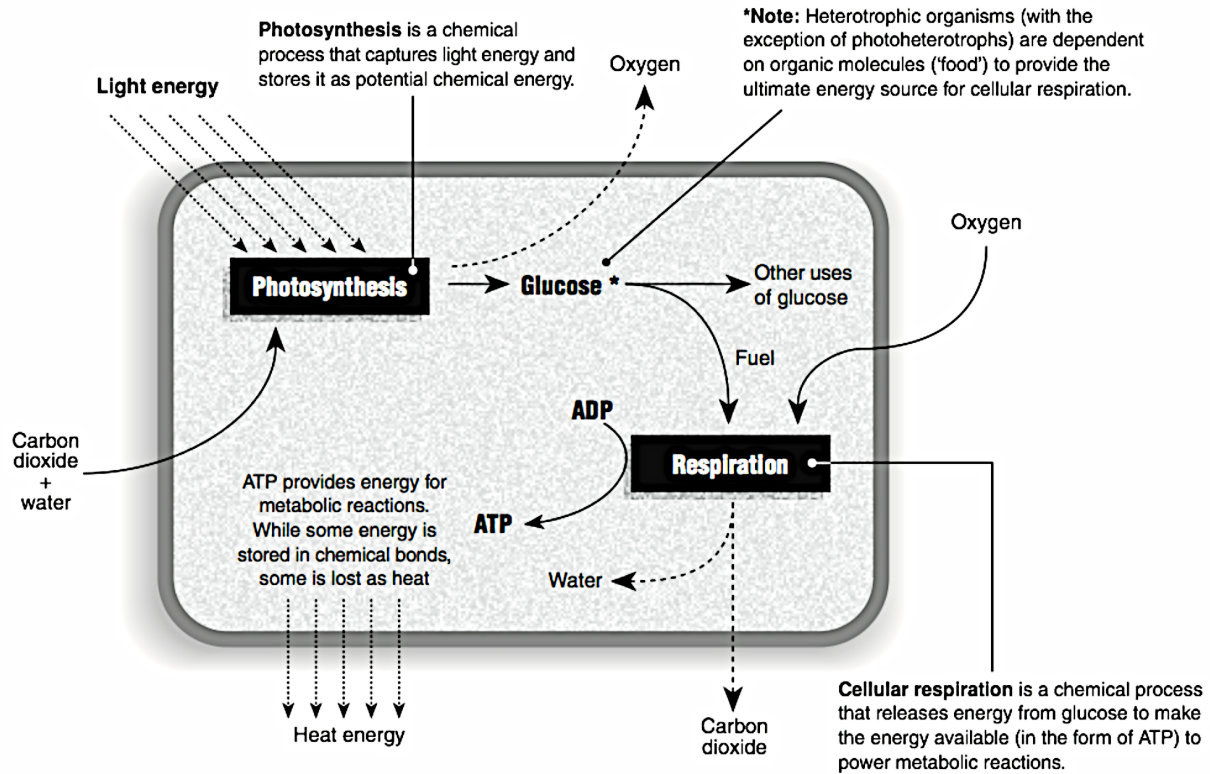 Photosynthesis is a chemical
process that captures light energy and
stores it as potential chemical energy.
*Note: Heterotrophic organisms (with the
exception of photoheterotrophs) are dependent
on organic molecules (‘food’) to provide the
ultimate energy source for cellular respiration.
Light energy
Oxygen
Oxygen
Photosynthesis
Glucose *
Other uses
of glucose
Fuel
ADP
Respiration
Carbon
dioxide
+
water
ATP provides energy for
metabolic reactions.
While some energy is
stored in chemical bonds,
some is lost as heat
ATP
Water
Heat energy
Carbon
dioxide
Cellular respiration is a chemical process
that releases energy from glucose to make
the energy available (in the form of ATP) to
power metabolic reactions.